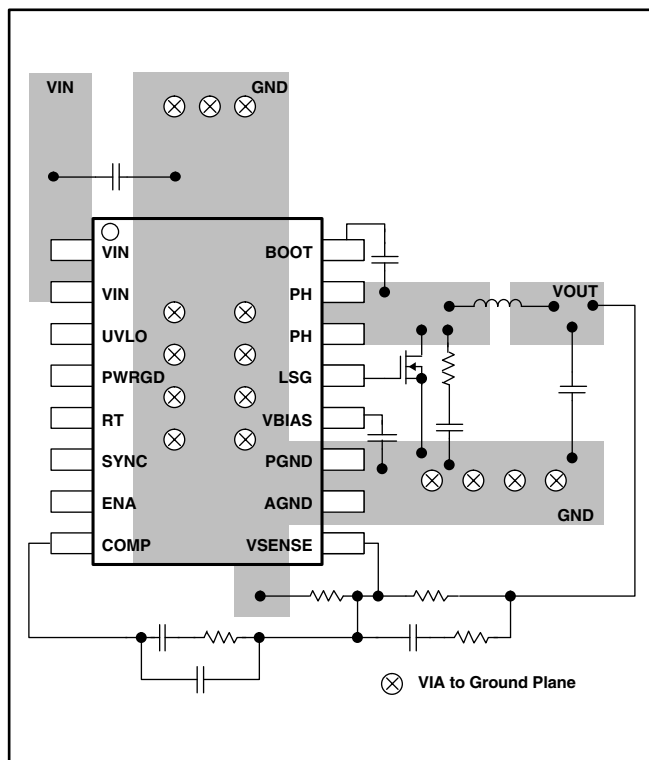 VIN
GND
VIN
BOOT
VIN
PH
VOUT
UVLO
PH
PWRGD
LSG
RT
VBIAS
SYNC
PGND
ENA
AGND
GND
COMP
VSENSE
VIA to Ground Plane